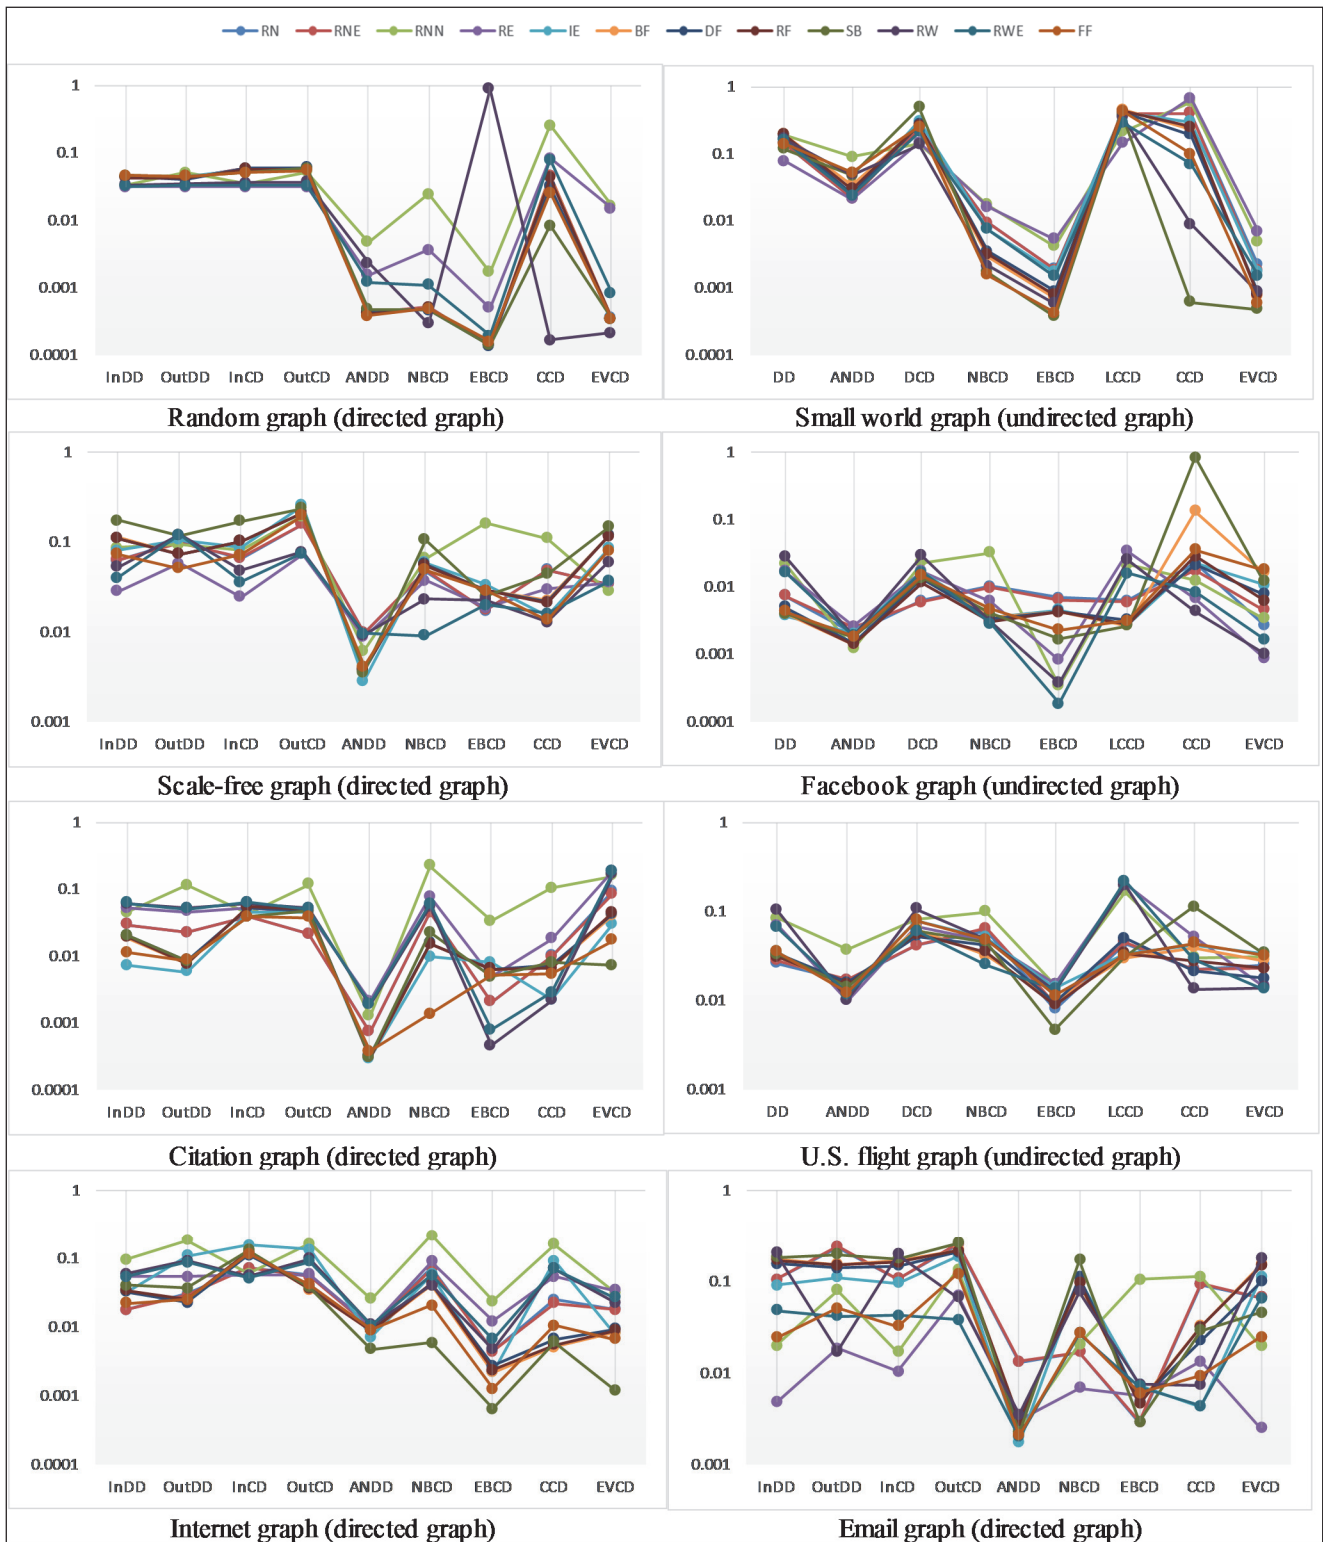 RN RNE RNN RE IE BF DF RF SB RW RWE FF
1
0.1
0.01
0.001
0.0001
InDD OutDD InCD OutCD ANDD NBCD EBCD CCD EVCD
Random graph (directed graph)
1
0.1
0.01
0.001
0.0001
DD ANDD DCD NBCD EBCD LCCD CCD EVCD
Small world graph (undirected graph)
1
0.1
0.01
0.001
InDD OutDD InCD OutCD ANDD NBCD EBCD CCD EVCD
Scale-free graph (directed graph)
1
0.1
0.01
0.001
0.0001
DD ANDD DCD NBCD EBCD LCCD CCD EVCD
Facebook graph (undirected graph)
1
0.1
0.01
0.001
0.0001
InDD OutDD InCD OutCD ANDD NBCD EBCD CCD EVCD
Citation graph (directed graph)
1
0.1
0.01
0.001
DD ANDD DCD NBCD EBCD LCCD CCD EVCD
U.S. flight graph (undirected graph)
1
0.1
0.01
0.001
0.0001
InDD OutDD InCD OutCD ANDD NBCD EBCD CCD EVCD
Internet graph (directed graph)
1
0.1
0.01
0.001
InDD OutDD InCD OutCD ANDD NBCD EBCD CCD EVCD
Email graph (directed graph)